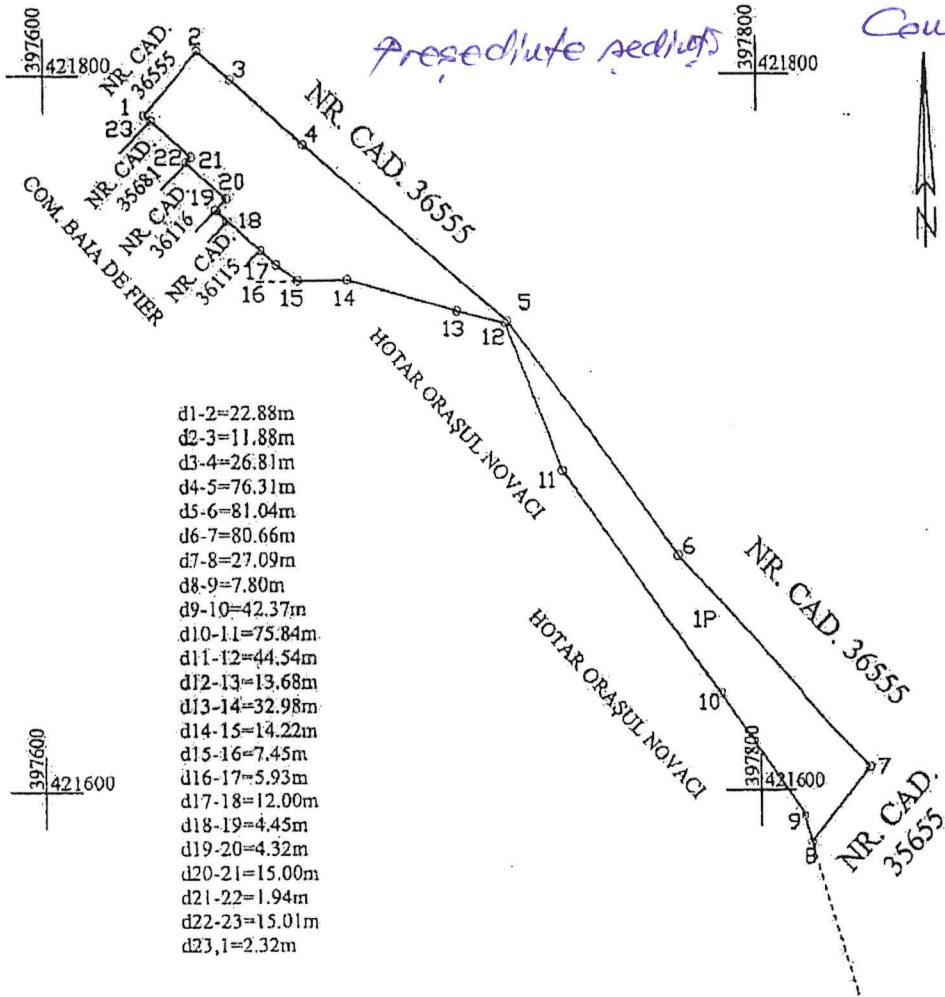 Președinte ședință
397600
421800
397800
421800
NR. CAD.
36555
2
3
1
23
4
NR. CAD. 36555
22
21
NR. CAD.
35681
20
19
18
NR. CAD.
36116
COM. BAIA DE FIER
NR. CAD.
36115
17
16
15
14
13
12
5
N
HOTAR ORAȘUL NOVACI
11
d1-2=22.88m
d2-3=11.88m
d3-4=26.81m
d4-5=76.31m
d5-6=81.04m
d6-7=80.66m
d7-8=27.09m
d8-9=7.80m
d9-10=42.37m
d10-11=75.84m
d11-12=44.54m
d12-13=13.68m
d13-14=32.98m
d14-15=14.22m
d15-16=7.45m
d16-17=5.93m
d17-18=12.00m
d18-19=4.45m
d19-20=4.32m
d20-21=15.00m
d21-22=1.94m
d22-23=15.01m
d23,1=2.32m
6
NR. CAD. 36555
1P
HOTAR ORAȘUL NOVACI
10
7
397600
421600
397800
421600
9
8
NR. CAD.
35655